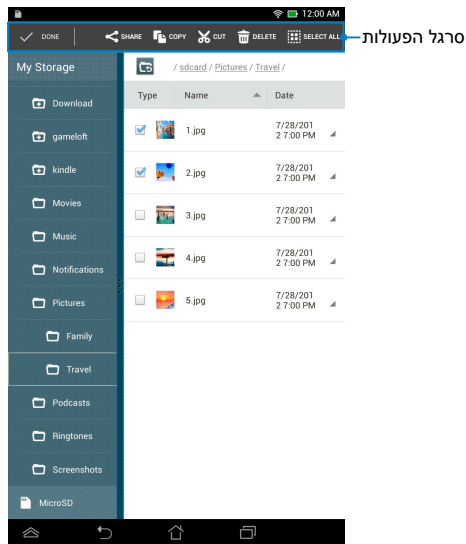 12:00 AM
DONE SHARE COPY CUT DELETE SELECT ALL
סרגל הפעולות
My Storage
/ sdcard / Pictures / Travel /
Type Name Date
Download
gameloft
kindle
Movies
Music
Notifications
Pictures
Family
Travel
Podcasts
Ringtones
Screenshots
MicroSD
1.jpg 7/28/201
2 7:00 PM
2.jpg 7/28/201
2 7:00 PM
3.jpg 7/28/201
2 7:00 PM
4.jpg 7/28/201
2 7:00 PM
5.jpg 7/28/201
2 7:00 PM